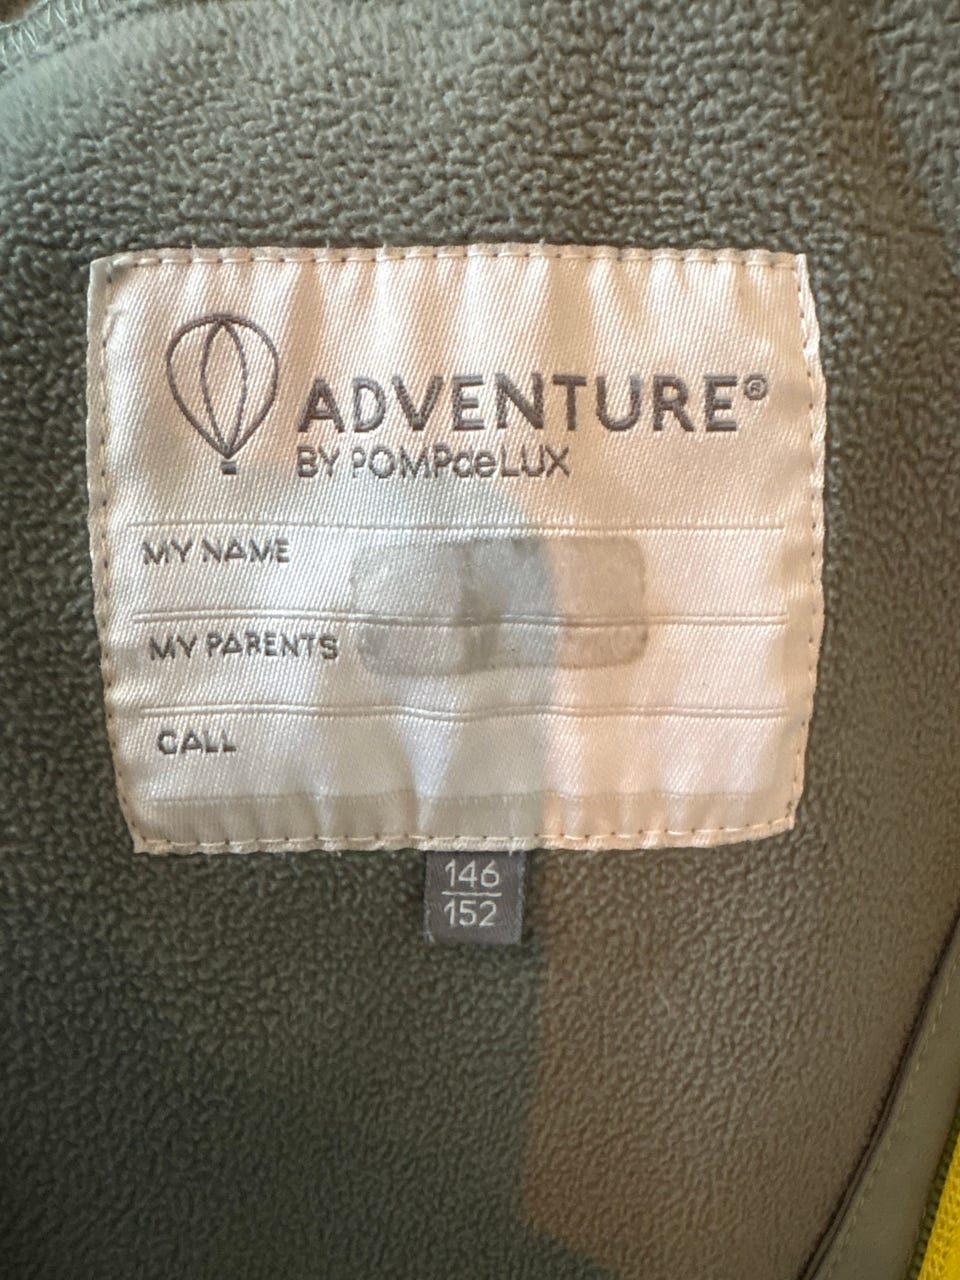 ADVENTURE®
BY POMPdeLUX
MY NAME
MY PARENTS
CALL
146
152